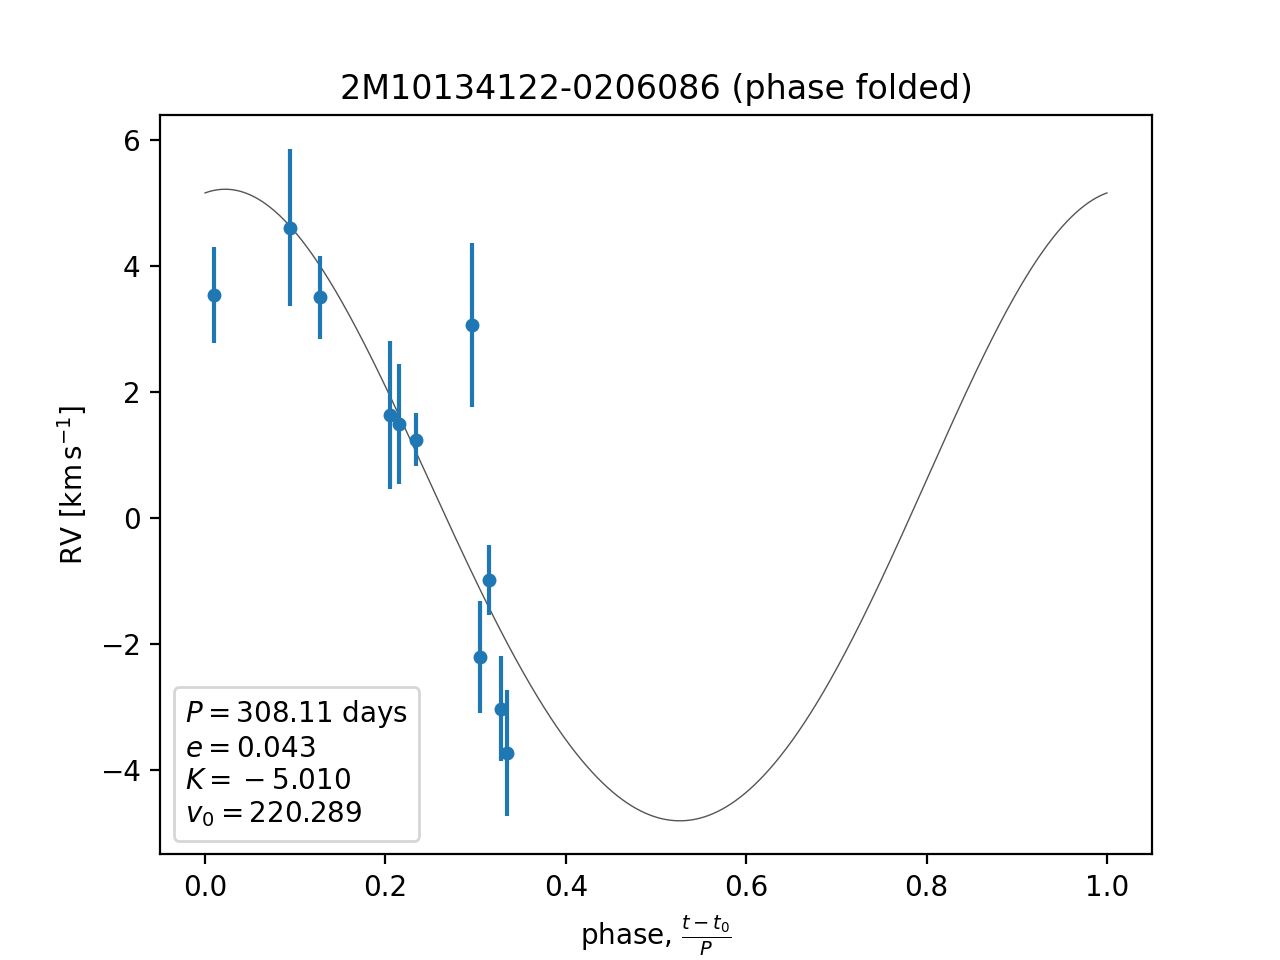 2M10134122-0206086 (phase folded)
6
4
2
0
−2
−4
RV [km s⁻¹]
P = 308.11 days
e = 0.043
K = −5.010
v₀ = 220.289
0.0 0.2 0.4 0.6 0.8 1.0
phase, (t − t₀)/P